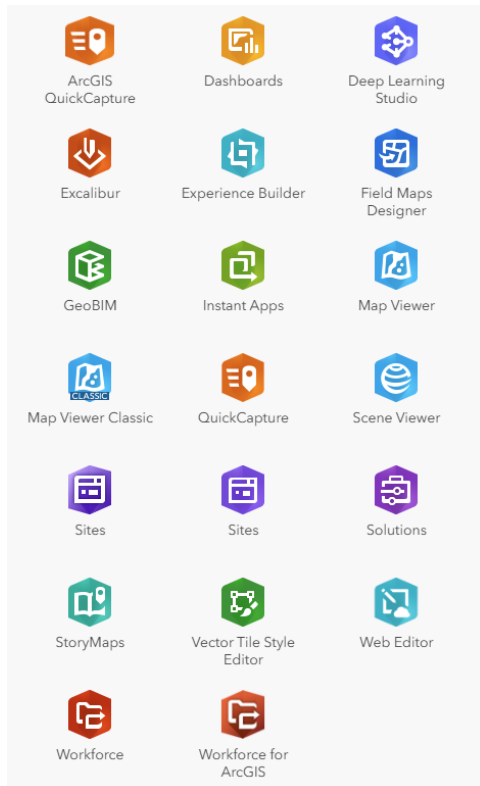 ArcGIS
QuickCapture
Dashboards
Deep Learning
Studio
Excalibur
Experience Builder
Field Maps
Designer
GeoBIM
Instant Apps
Map Viewer
CLASSIC
Map Viewer Classic
QuickCapture
Scene Viewer
Sites
Sites
Solutions
StoryMaps
Vector Tile Style
Editor
Web Editor
Workforce
Workforce for
ArcGIS